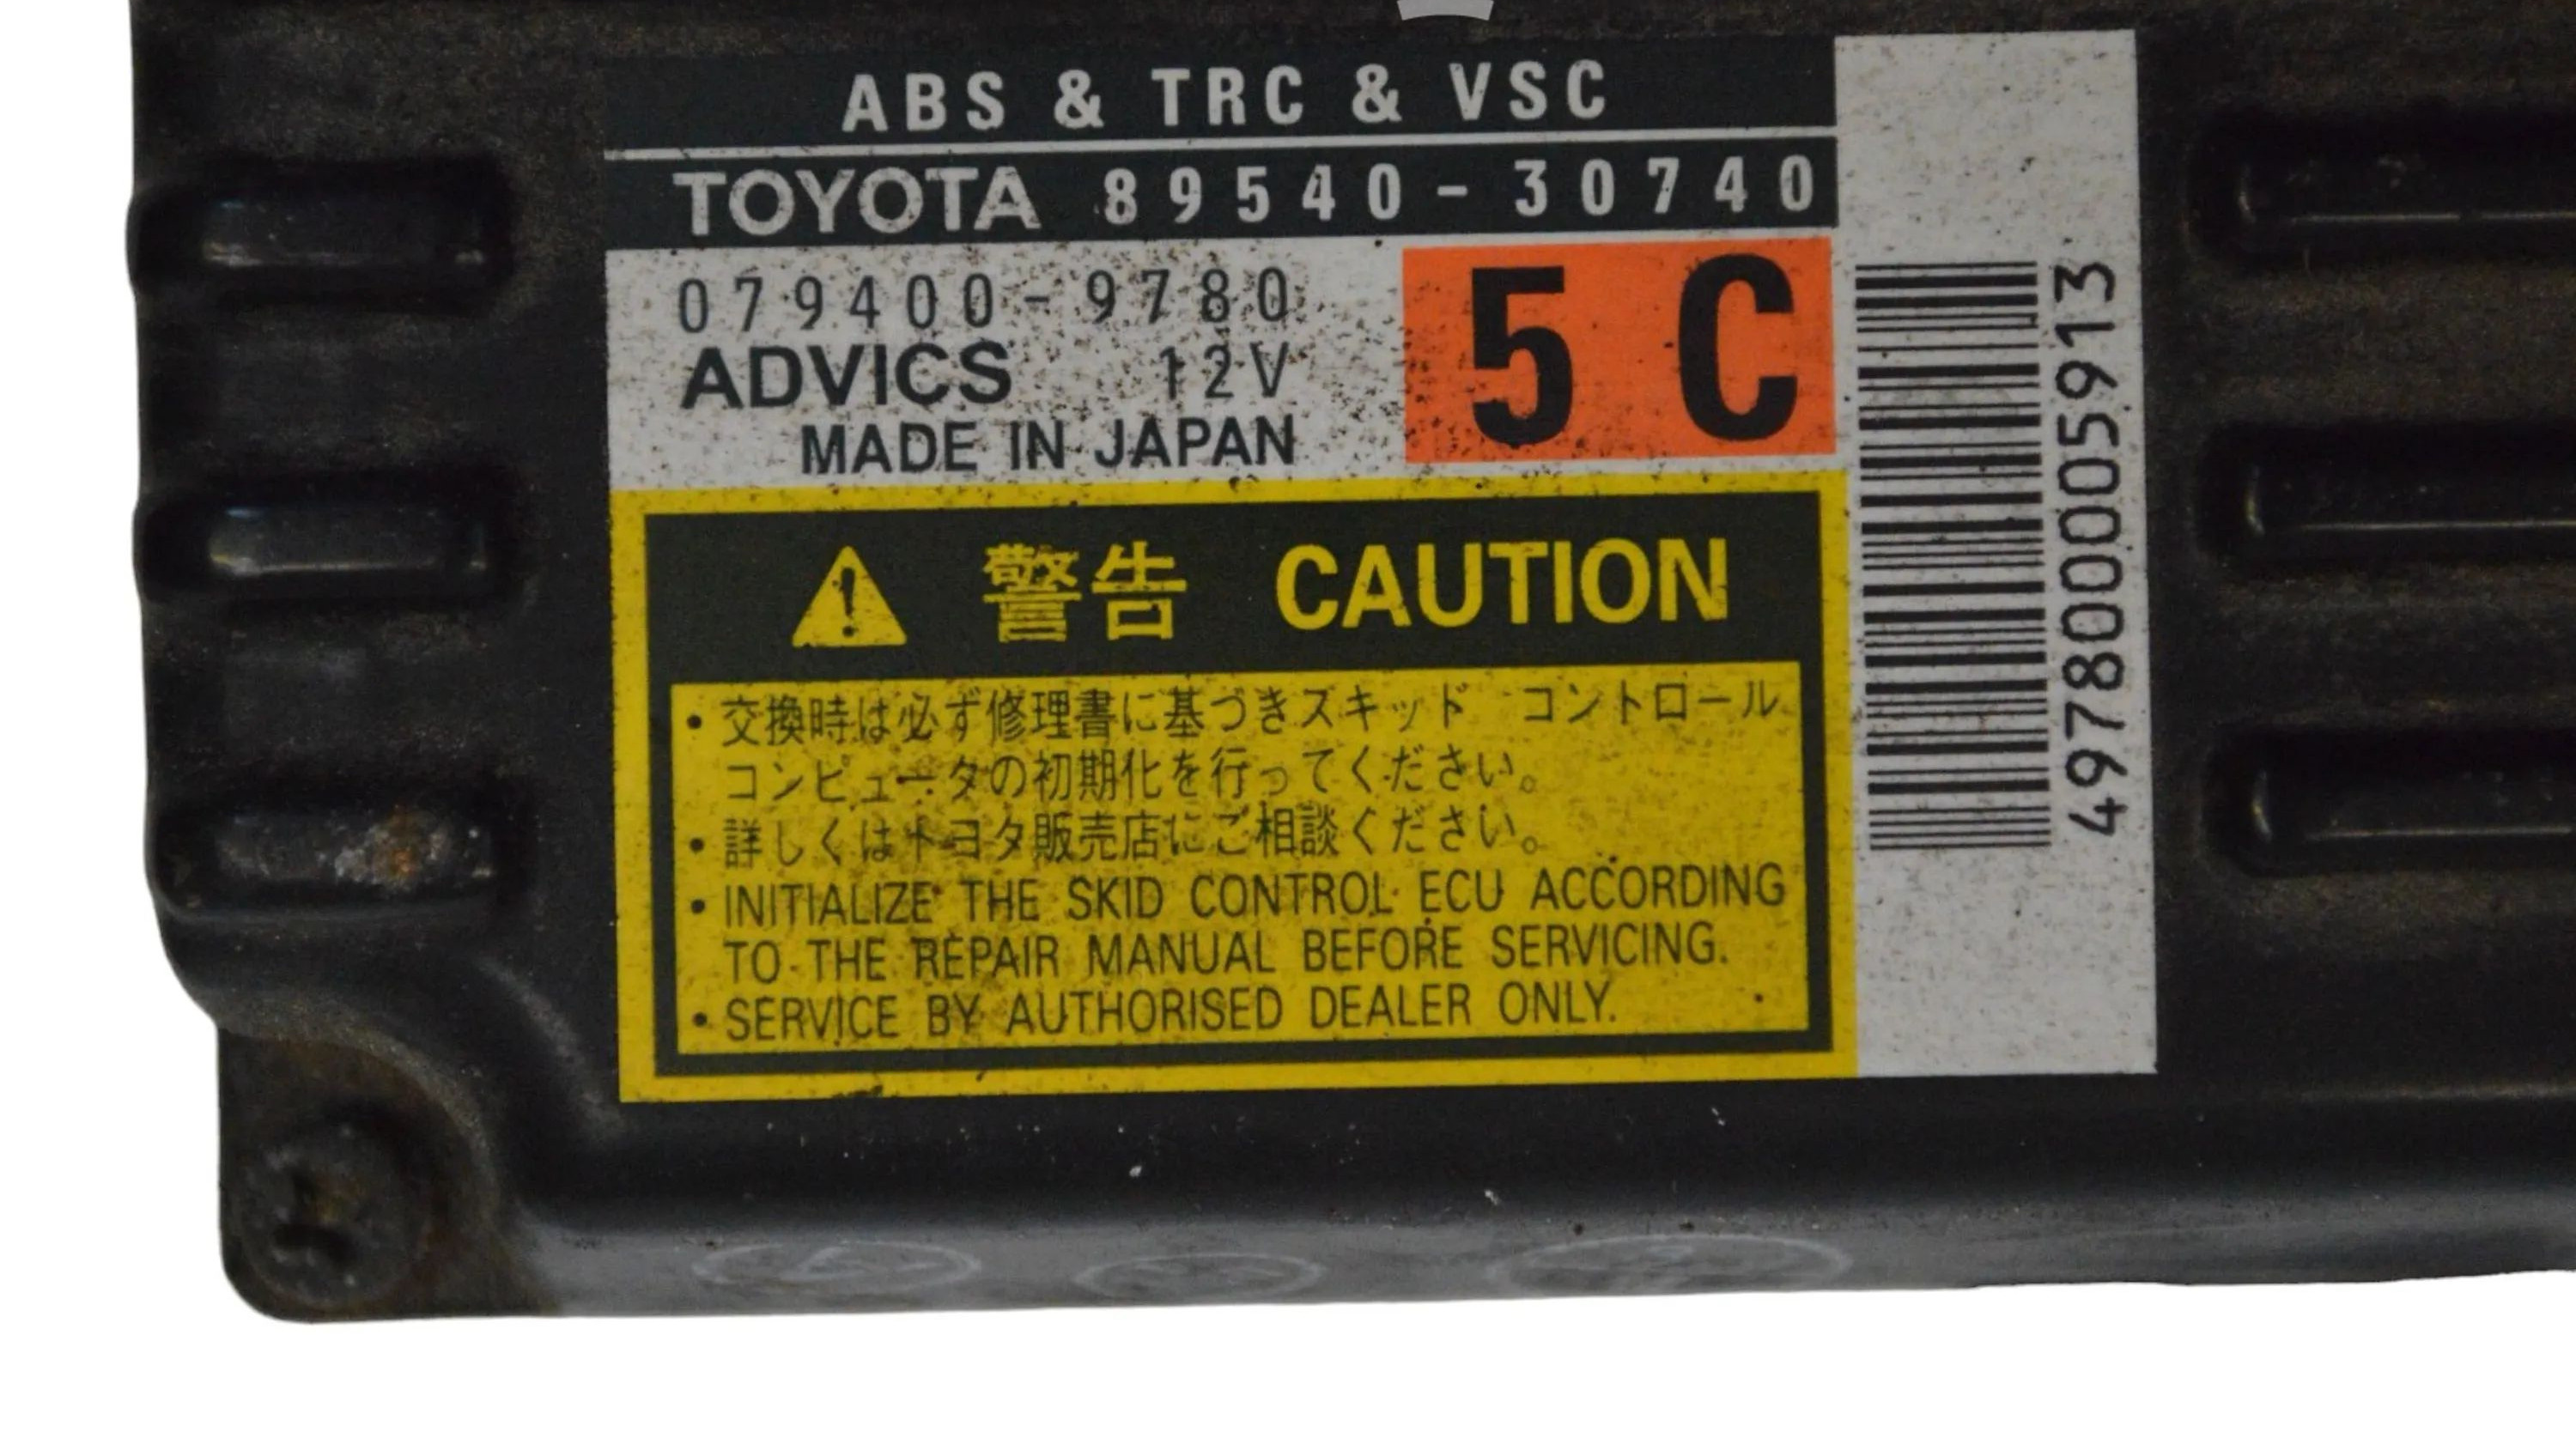 ABS & TRC & VSC
TOYOTA 89540-30740
079400-9780
ADVICS 12V
MADE IN JAPAN
5C
警告 CAUTION
・交換時は必ず修理書に基づきスキッド コントロール
コンピュータの初期化を行ってください。
・詳しくはトヨタ販売店にご相談ください。
・INITIALIZE THE SKID CONTROL ECU ACCORDING
TO THE REPAIR MANUAL BEFORE SERVICING.
・SERVICE BY AUTHORISED DEALER ONLY.
497800005913